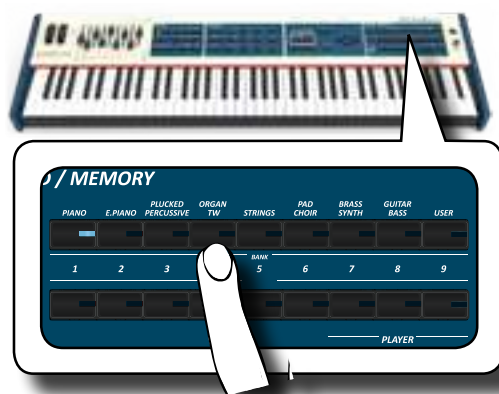 / MEMORY
PIANO E.PIANO PLUCKED PERCUSSIVE ORGAN TW STRINGS PAD CHOIR BRASS SYNTH GUITAR BASS USER
BANK
1 2 3 5 6 7 8 9
PLAYER